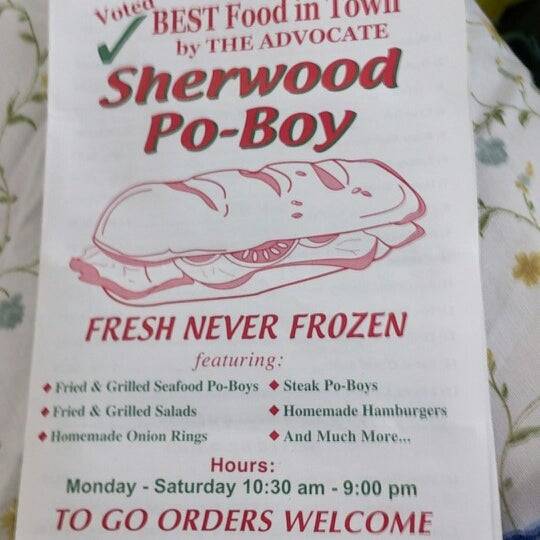 Voted
BEST Food in Town
by THE ADVOCATE
Sherwood
Po-Boy
FRESH NEVER FROZEN
featuring:
Fried & Grilled Seafood Po-Boys
Steak Po-Boys
Fried & Grilled Salads
Homemade Hamburgers
Homemade Onion Rings
And Much More...
Hours:
Monday - Saturday 10:30 am - 9:00 pm
TO GO ORDERS WELCOME